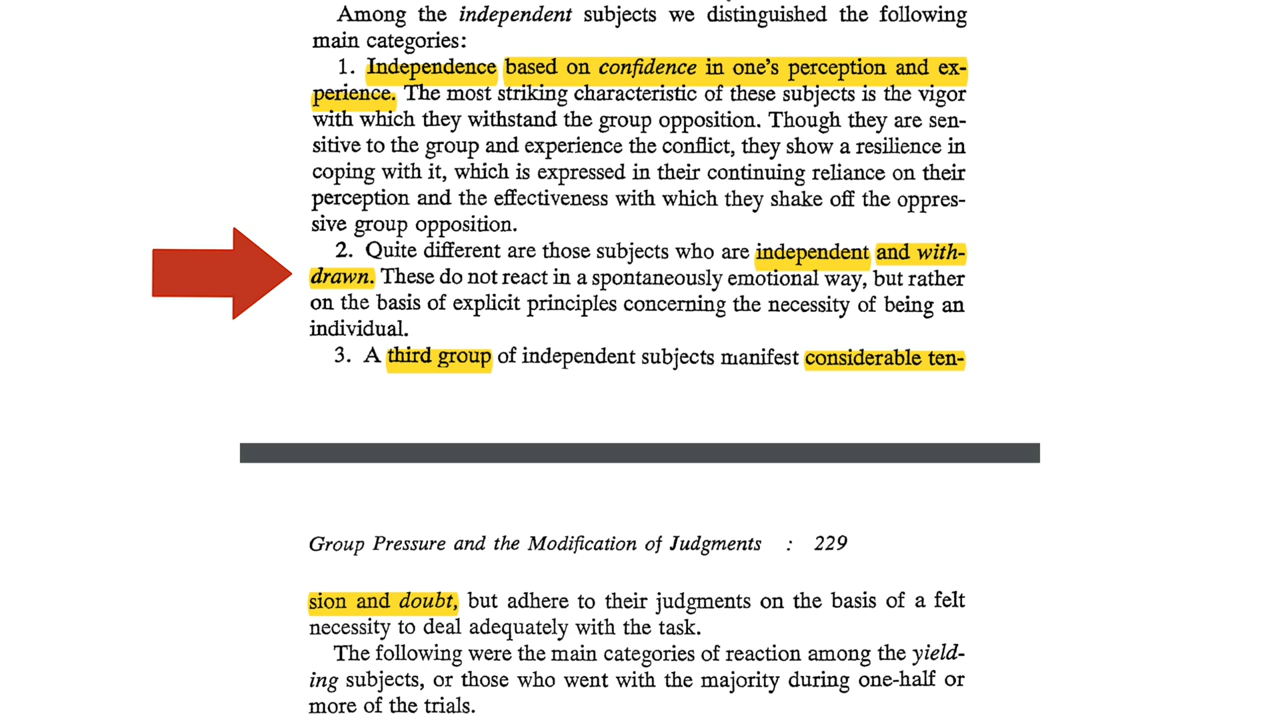 Among the independent subjects we distinguished the following
main categories:
1. Independence based on confidence in one's perception and ex-
perience. The most striking characteristic of these subjects is the vigor
with which they withstand the group opposition. Though they are sen-
sitive to the group and experience the conflict, they show a resilience in
coping with it, which is expressed in their continuing reliance on their
perception and the effectiveness with which they shake off the oppres-
sive group opposition.
2. Quite different are those subjects who are independent and with-
drawn. These do not react in a spontaneously emotional way, but rather
on the basis of explicit principles concerning the necessity of being an
individual.
3. A third group of independent subjects manifest considerable ten-
Group Pressure and the Modification of Judgments : 229
sion and doubt, but adhere to their judgments on the basis of a felt
necessity to deal adequately with the task.
The following were the main categories of reaction among the yield-
ing subjects, or those who went with the majority during one-half or
more of the trials.